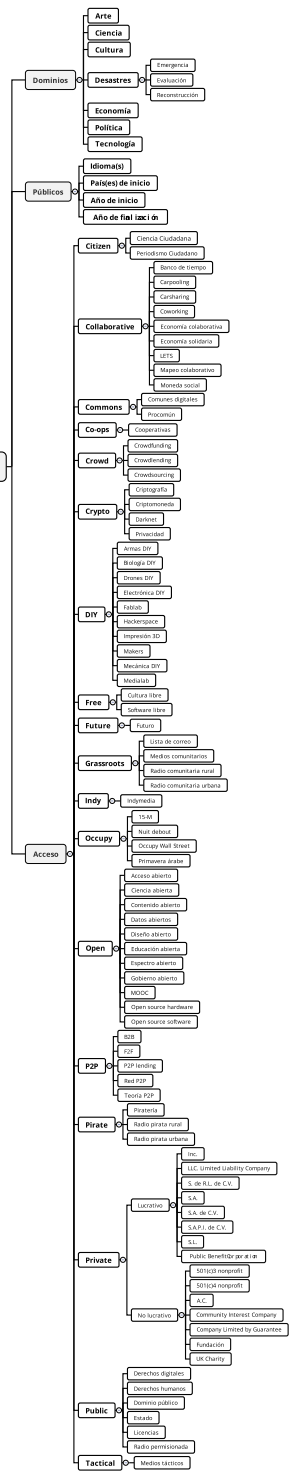 Dominios
Arte
Ciencia
Cultura
Desastres
Emergencia
Evaluación
Reconstrucción
Economía
Política
Tecnología
Públicos
Idioma(s)
País(es) de inicio
Año de inicio
Año de finalización
Acceso
Citizen
Ciencia Ciudadana
Periodismo Ciudadano
Collaborative
Banco de tiempo
Carpooling
Carsharing
Coworking
Economía colaborativa
Economía solidaria
LETS
Mapeo colaborativo
Moneda social
Commons
Comunes digitales
Procomún
Co-ops
Cooperativas
Crowd
Crowdfunding
Crowdlending
Crowdsourcing
Crypto
Criptografía
Criptomoneda
Darknet
Privacidad
DIY
Armas DIY
Biología DIY
Drones DIY
Electrónica DIY
Fablab
Hackerspace
Impresión 3D
Makers
Mecánica DIY
Medialab
Free
Cultura libre
Software libre
Future
Futuro
Grassroots
Lista de correo
Medios comunitarios
Radio comunitaria rural
Radio comunitaria urbana
Indy
Indymedia
Occupy
15-M
Nuit debout
Occupy Wall Street
Primavera árabe
Open
Acceso abierto
Ciencia abierta
Contenido abierto
Datos abiertos
Diseño abierto
Educación abierta
Espectro abierto
Gobierno abierto
MOOC
Open source hardware
Open source software
P2P
B2B
F2F
P2P lending
Red P2P
Teoría P2P
Pirate
Piratería
Radio pirata rural
Radio pirata urbana
Private
Lucrativo
Inc.
LLC. Limited Liability Company
S. de R.L. de C.V.
S.A.
S.A. de C.V.
S.A.P.I. de C.V.
S.L.
Public Benefit Corporation
No lucrativo
501(c)3 nonprofit
501(c)4 nonprofit
A.C.
Community Interest Company
Company Limited by Guarantee
Fundación
UK Charity
Public
Derechos digitales
Derechos humanos
Dominio público
Estado
Licencias
Radio permisionada
Tactical
Medios tácticos